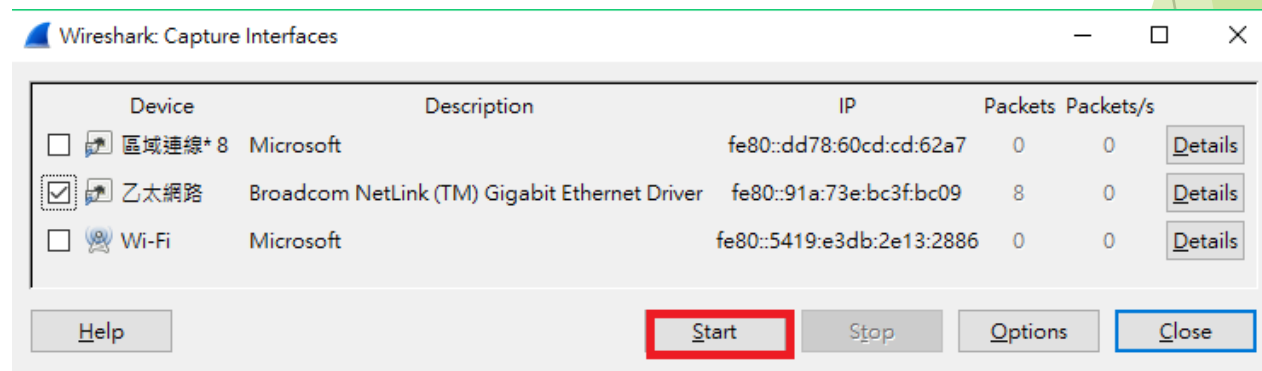 Wireshark: Capture Interfaces
Device Description IP Packets Packets/s
區域連線* 8 Microsoft fe80::dd78:60cd:cd:62a7 0 0 Details
乙太網路 Broadcom NetLink (TM) Gigabit Ethernet Driver fe80::91a:73e:bc3f:bc09 8 0 Details
Wi-Fi Microsoft fe80::5419:e3db:2e13:2886 0 0 Details
Help Start Stop Options Close